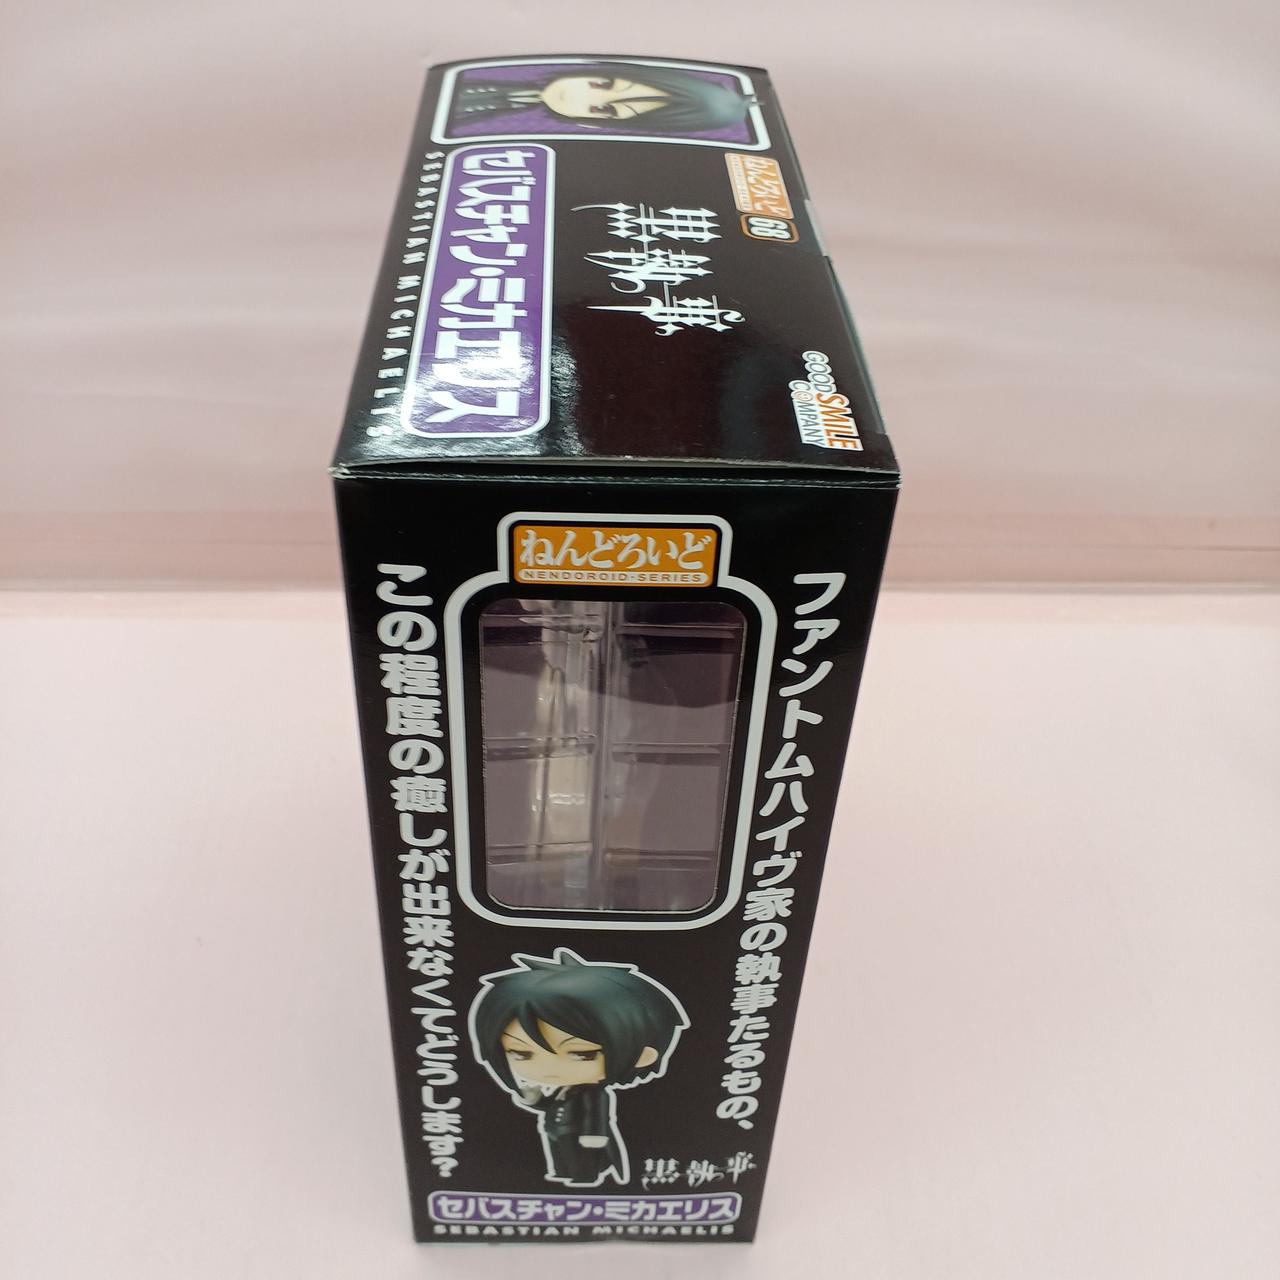 ねんどろいど
68
黒執事
セバスチャン・ミカエリス
SEBASTIAN MICHAELIS
GOODSMILE
COMPANY
ねんどろいど
NENDOROID・SERIES
ファントムハイヴ家の執事たるもの、
この程度の癒しが出来なくてどうします?
黒執事
セバスチャン・ミカエリス
SEBASTIAN MICHAELIS